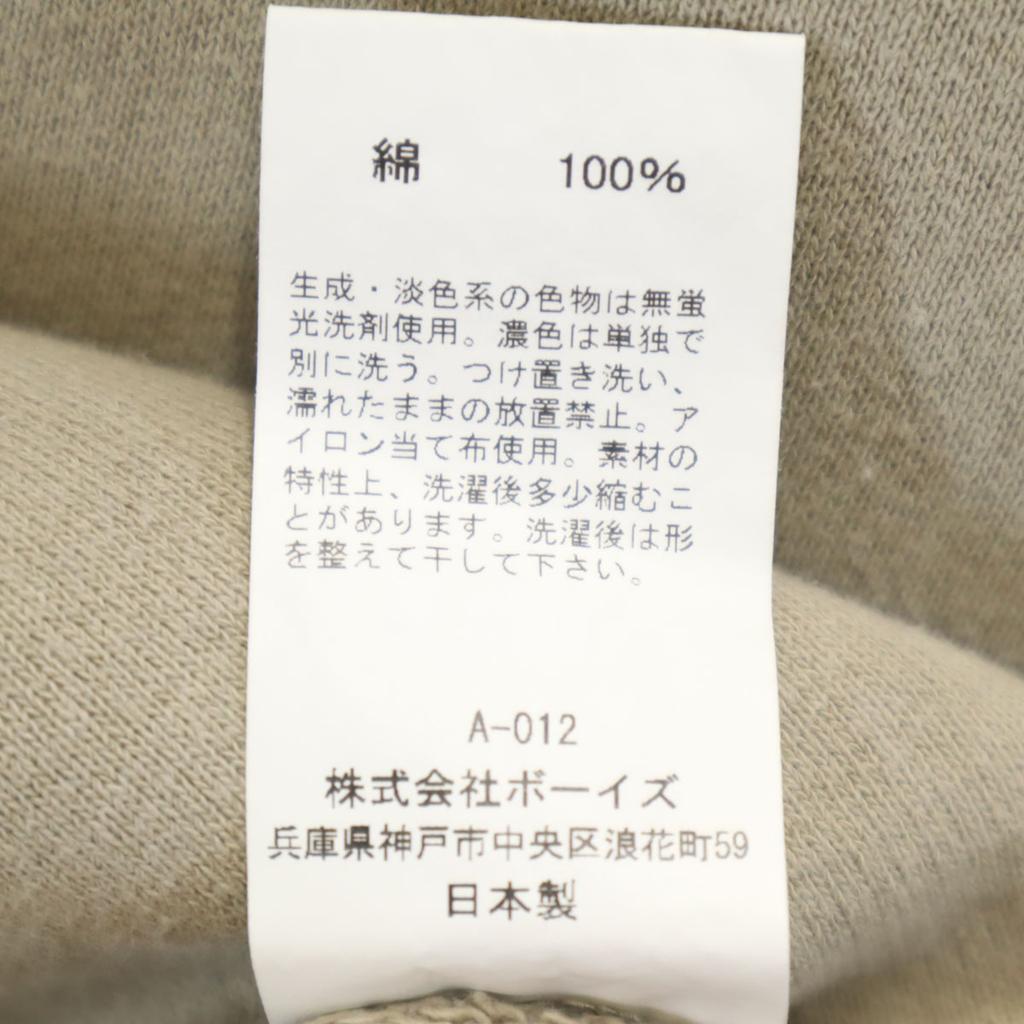 綿 100%
生成・淡色系の色物は無蛍
光洗剤使用。濃色は単独で
別に洗う。つけ置き洗い、
濡れたままの放置禁止。ア
イロン当て布使用。素材の
特性上、洗濯後多少縮むこ
とがあります。洗濯後は形
を整えて干して下さい。
A-012
株式会社ボーイズ
兵庫県神戸市中央区浪花町59
日本製